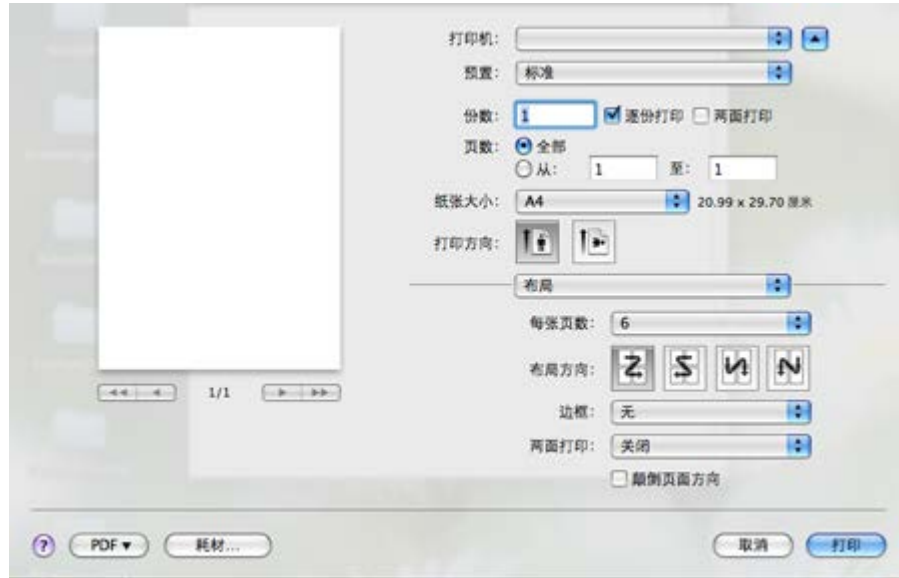 打印机:
预置: 标准
份数: 1 逐份打印 两面打印
页数: 全部
从: 1 至: 1
纸张大小: A4 20.99 x 29.70 厘米
打印方向:
布局
每张页数: 6
布局方向:
1/1
边框: 无
两面打印: 关闭
颠倒页面方向
? PDF 耗材... 取消 打印